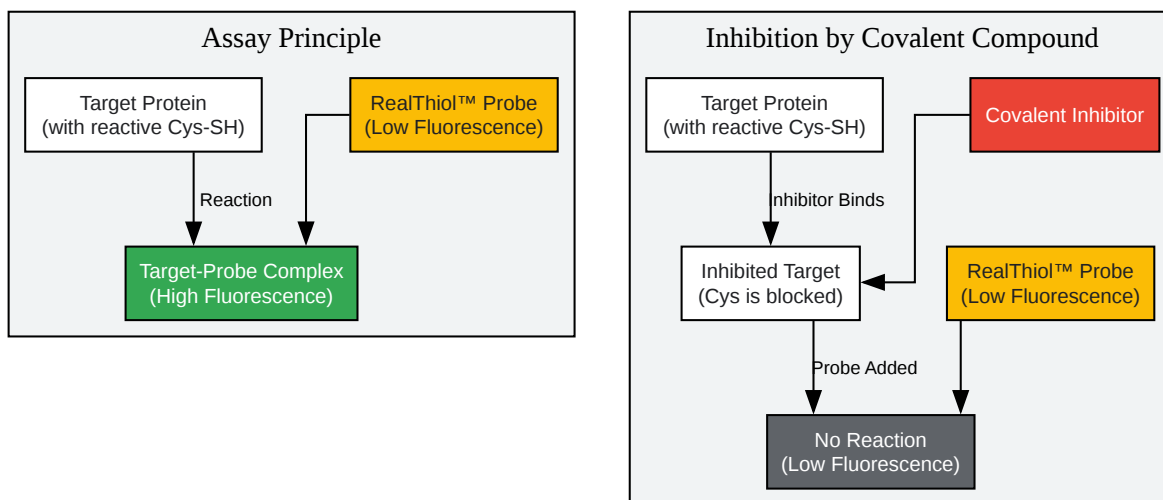 Assay Principle
Target Protein
(with reactive Cys-SH)
RealThiol™ Probe
(Low Fluorescence)
Reaction
Target-Probe Complex
(High Fluorescence)
Inhibition by Covalent Compound
Target Protein
(with reactive Cys-SH)
Covalent Inhibitor
Inhibitor Binds
Inhibited Target
(Cys is blocked)
RealThiol™ Probe
(Low Fluorescence)
Probe Added
No Reaction
(Low Fluorescence)